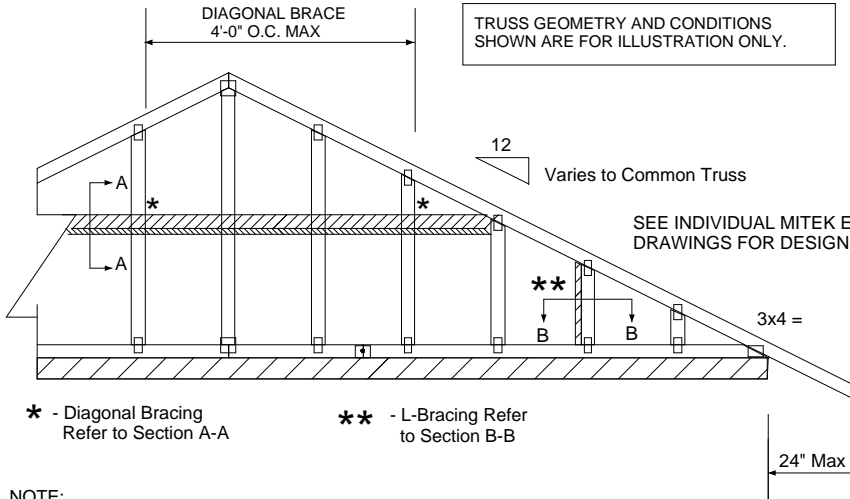 DIAGONAL BRACE
4'-0" O.C. MAX
TRUSS GEOMETRY AND CONDITIONS
SHOWN ARE FOR ILLUSTRATION ONLY.
12
Varies to Common Truss
A
*
*
SEE INDIVIDUAL MITEK E
DRAWINGS FOR DESIGN
A
**
B
B
3x4 =
* - Diagonal Bracing
Refer to Section A-A
** - L-Bracing Refer
to Section B-B
24" Max
NOTE: